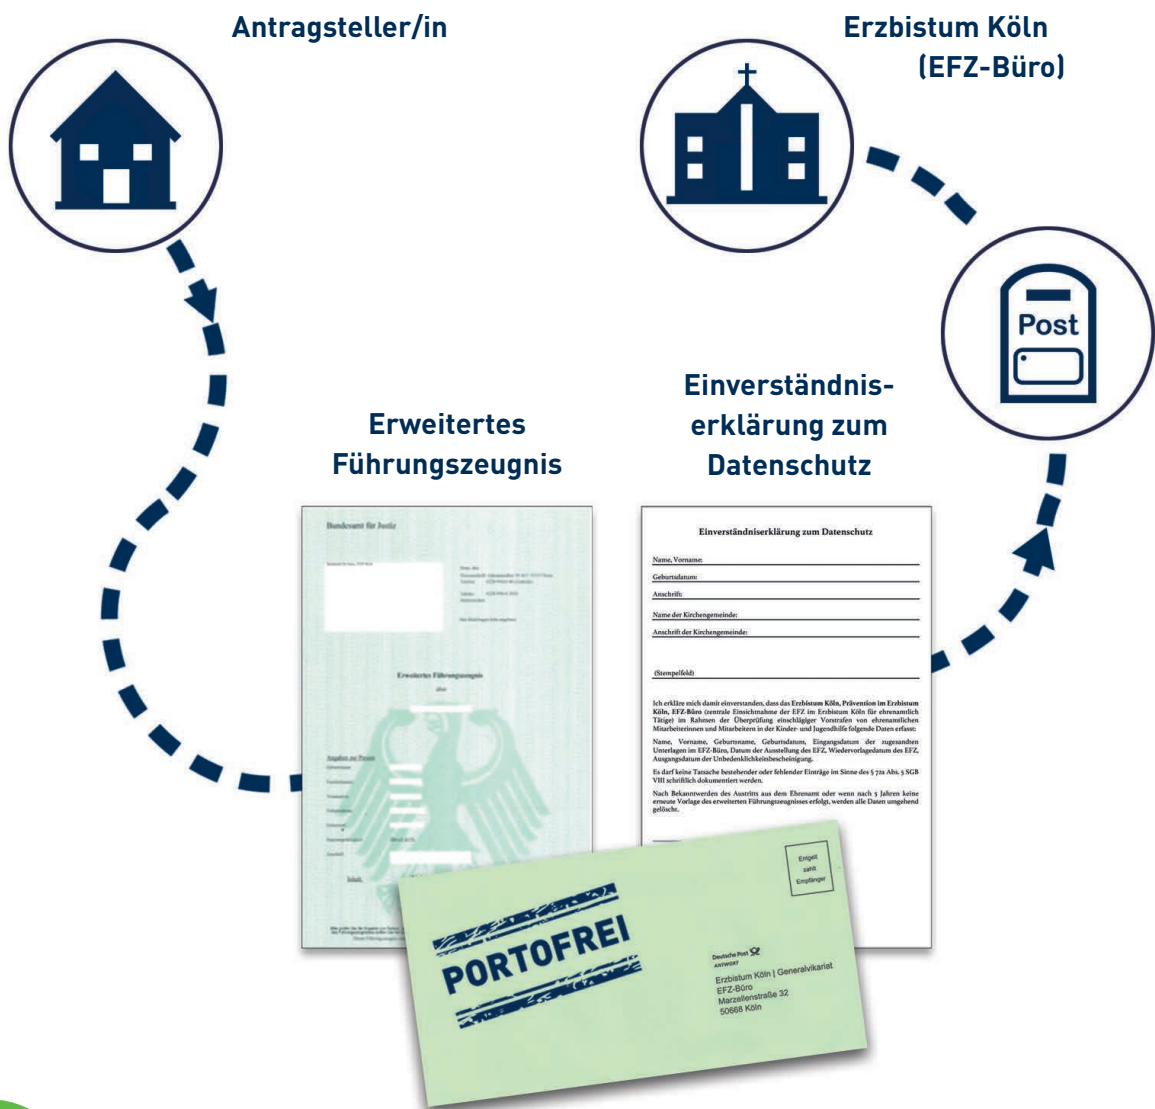 Antragsteller/in
Erzbistum Köln
(EFZ-Büro)
Post
Erweitertes
Führungszeugnis
Einverständnis-
erklärung zum
Datenschutz
Bundesamt für Justiz
Erweitertes Führungszeugnis
über
Angaben zur Person
Inhalt:
Einverständniserklärung zum Datenschutz
Name, Vorname:
Geburtsdatum:
Anschrift:
Name der Kirchengemeinde:
Anschrift der Kirchengemeinde:
(Stempelfeld)
Ich erkläre mich damit einverstanden, dass das Erzbistum Köln, Prävention im Erzbistum
Köln, EFZ-Büro (zentrale Einsichtnahme der EFZ im Erzbistum Köln für ehrenamtlich
Tätige) im Rahmen der Überprüfung einschlägiger Vorstrafen von ehrenamtlichen
Mitarbeiterinnen und Mitarbeitern in der Kinder- und Jugendhilfe folgende Daten erfasst:
Name, Vorname, Geburtsname, Geburtsdatum, Eingangsdatum der zugesandten
Unterlagen im EFZ-Büro, Datum der Ausstellung des EFZ, Wiedervorlagedatum des EFZ,
Ausgangsdatum der Unbedenklichkeitsbescheinigung.
Es darf keine Tatsache bestehender oder fehlender Einträge im Sinne des § 72a Abs. 5 SGB
VIII schriftlich dokumentiert werden.
Nach Bekanntwerden des Austritts aus dem Ehrenamt oder wenn nach 5 Jahren keine
erneute Vorlage des erweiterten Führungszeugnisses erfolgt, werden alle Daten umgehend
gelöscht.
PORTOFREI
Entgelt
zahlt
Empfänger
Deutsche Post
ANTWORT
Erzbistum Köln | Generalvikariat
EFZ-Büro
Marzellenstraße 32
50668 Köln